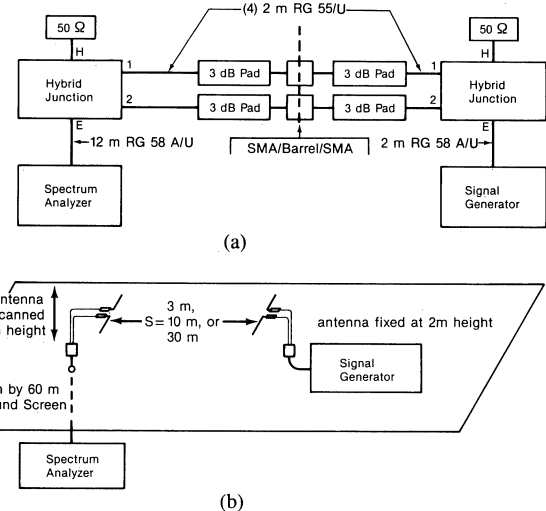 (4) 2 m RG 55/U
50 Ω
50 Ω
H
H
1
3 dB Pad
3 dB Pad
1
Hybrid
Junction
Hybrid
Junction
2
3 dB Pad
3 dB Pad
2
E
E
12 m RG 58 A/U
SMA/Barrel/SMA
2 m RG 58 A/U
Spectrum
Analyzer
Signal
Generator
(a)
canned
height
S=
3 m,
10 m, or
30 m
antenna fixed at 2m height
Signal
Generator
by 60 m
Screen
Spectrum
Analyzer
(b)